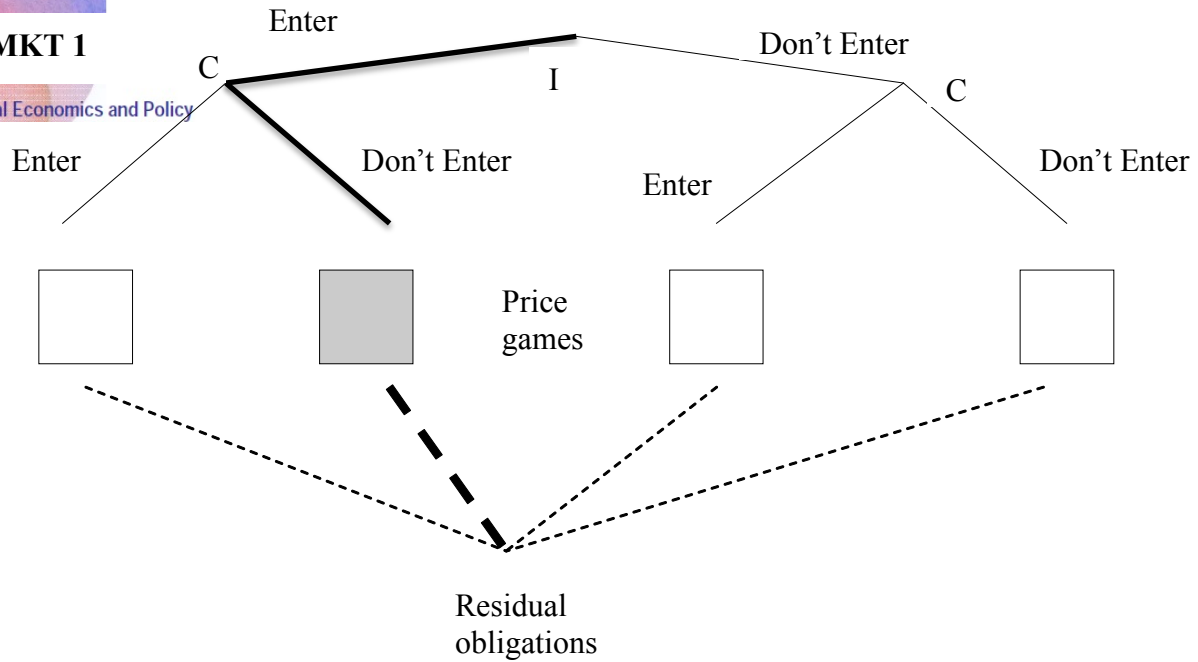 Enter
MKT 1
Don't Enter
C
I
C
al Economics and Policy
Enter
Don't Enter
Enter
Don't Enter
Price
games
Residual
obligations